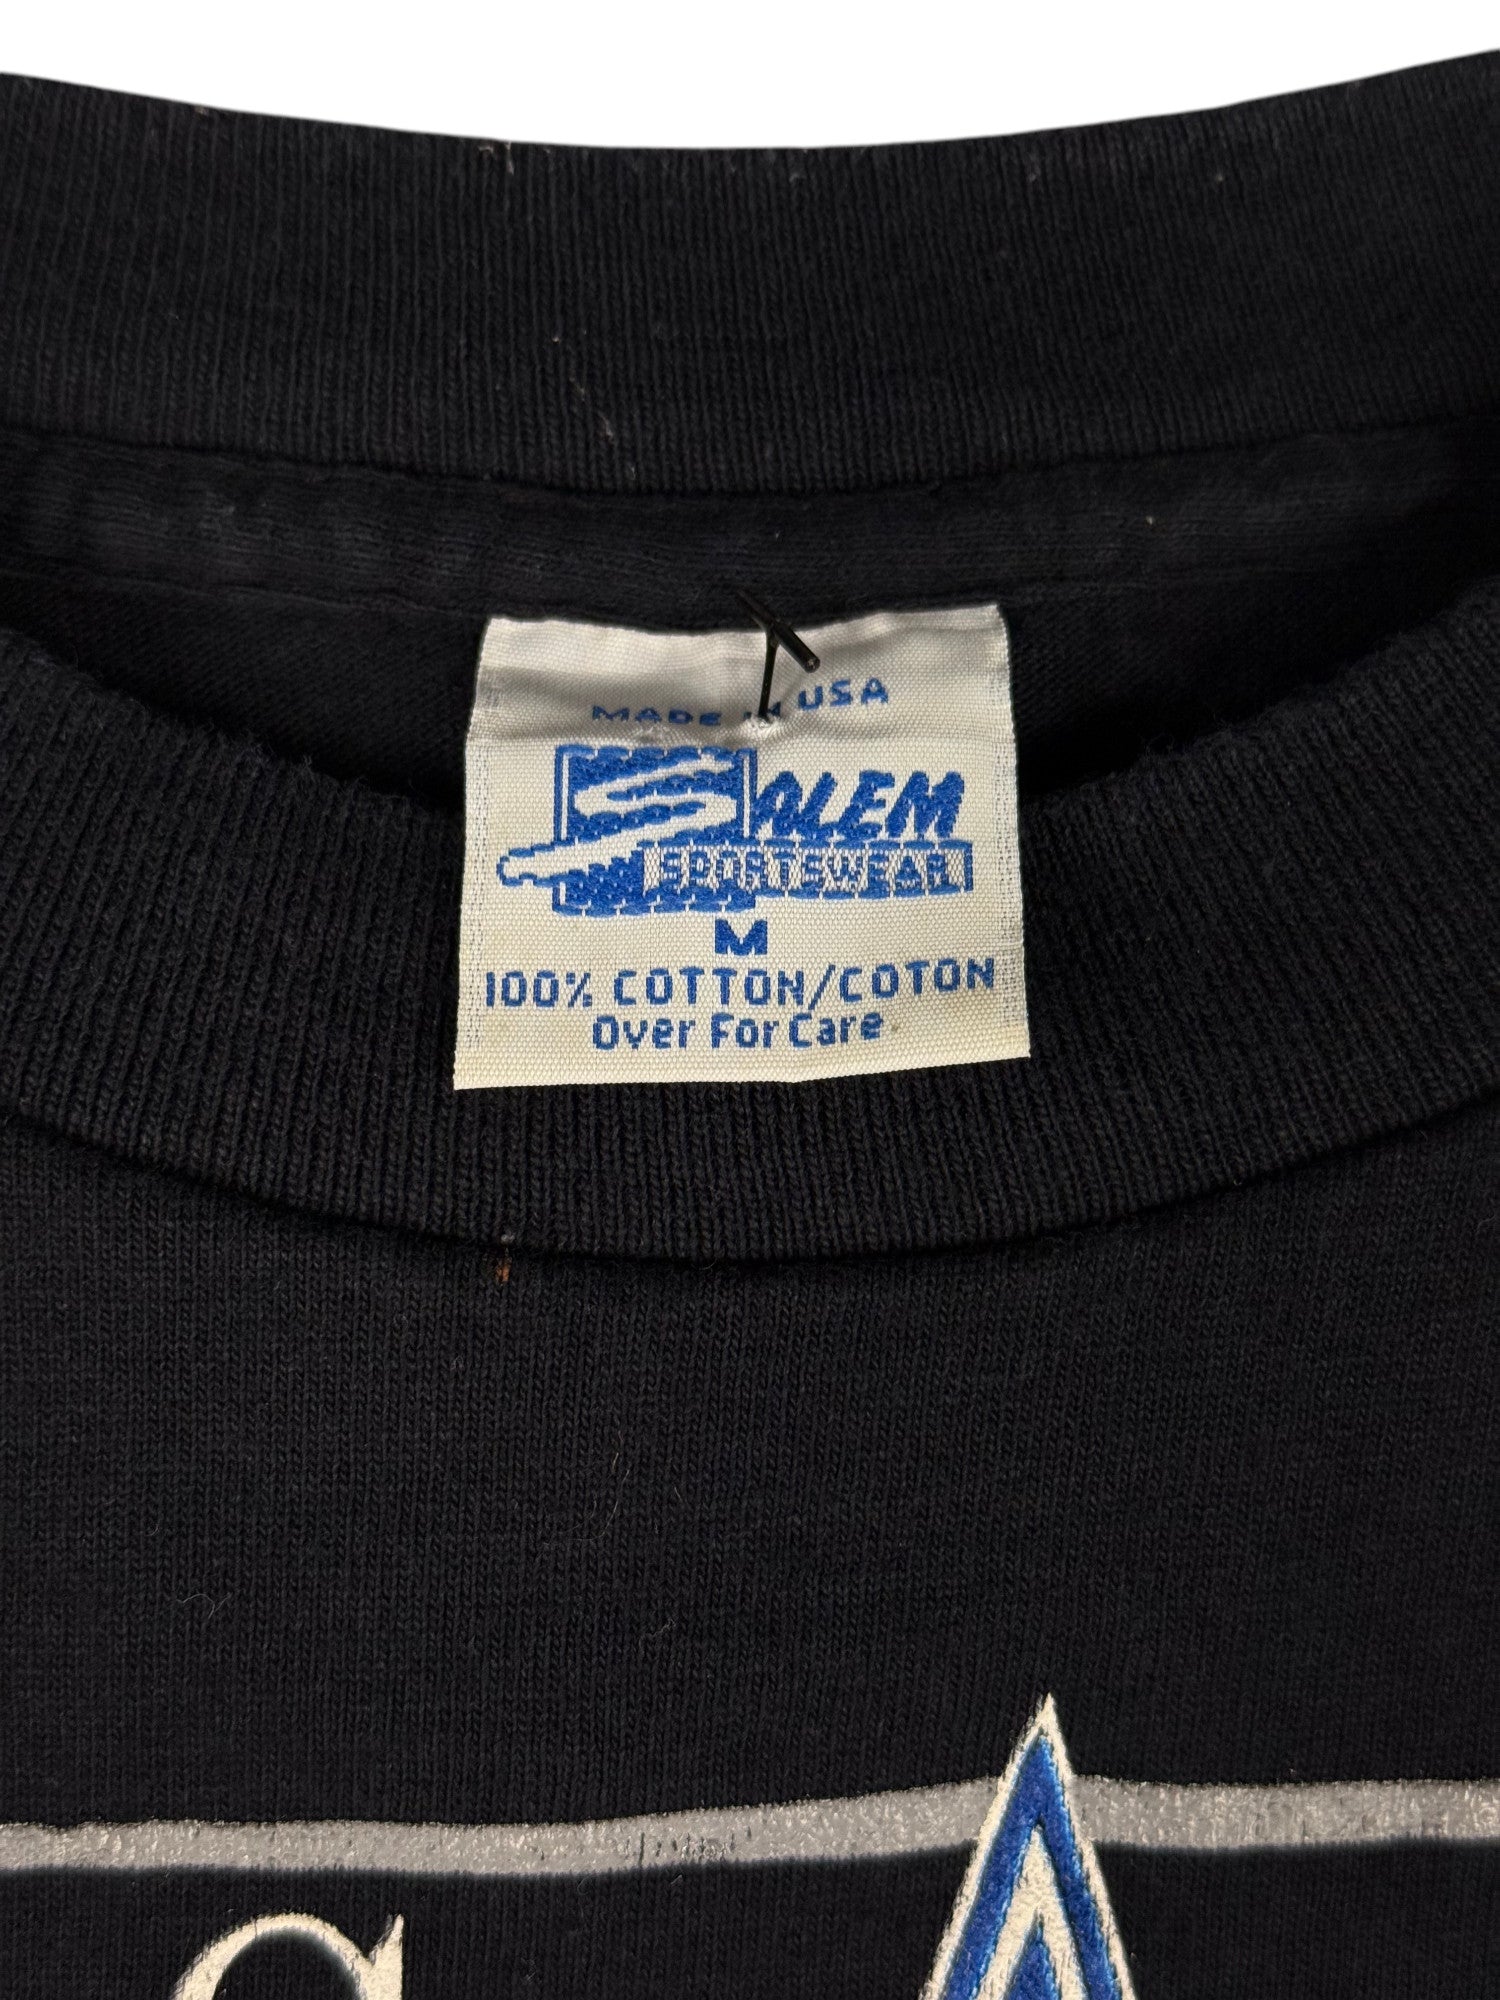 MADE IN USA
SALEM
SPORTSWEAR
M
100% COTTON/COTON
Over For Care